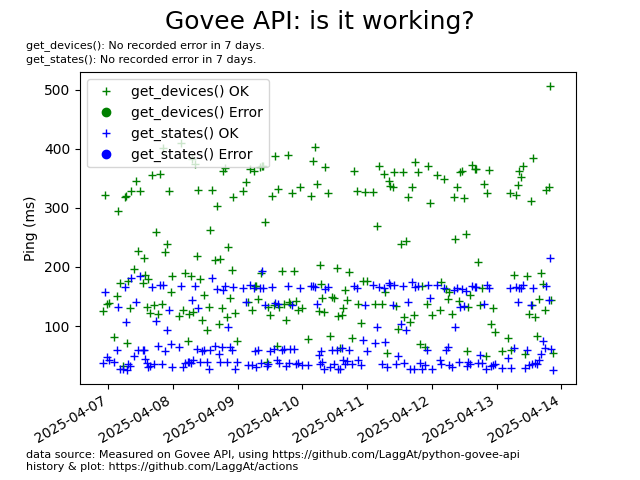 Govee API: is it working?
get_devices(): No recorded error in 7 days.
get_states(): No recorded error in 7 days.
get_devices() OK
get_devices() Error
get_states() OK
get_states() Error
Ping (ms)
500
400
300
200
100
2025-04-07
2025-04-08
2025-04-09
2025-04-10
2025-04-11
2025-04-12
2025-04-13
2025-04-14
data source: Measured on Govee API, using https://github.com/LaggAt/python-govee-api
history & plot: https://github.com/LaggAt/actions